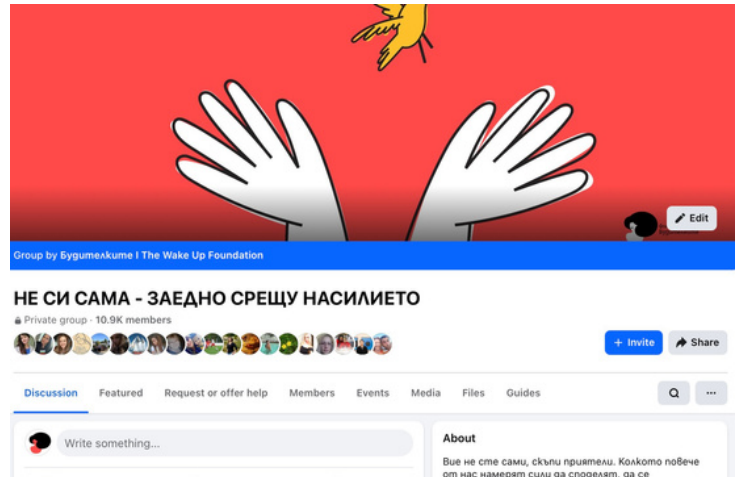 Edit
Group by Будителките I The Wake Up Foundation
НЕ СИ САМА - ЗАЕДНО СРЕЩУ НАСИЛИЕТО
Private group · 10.9K members
+ Invite
Share
Discussion Featured Request or offer help Members Events Media Files Guides
Write something...
About
Вие не сте сами, скъпи приятели. Колкото повече
от нас намерят сили да споделят, да се